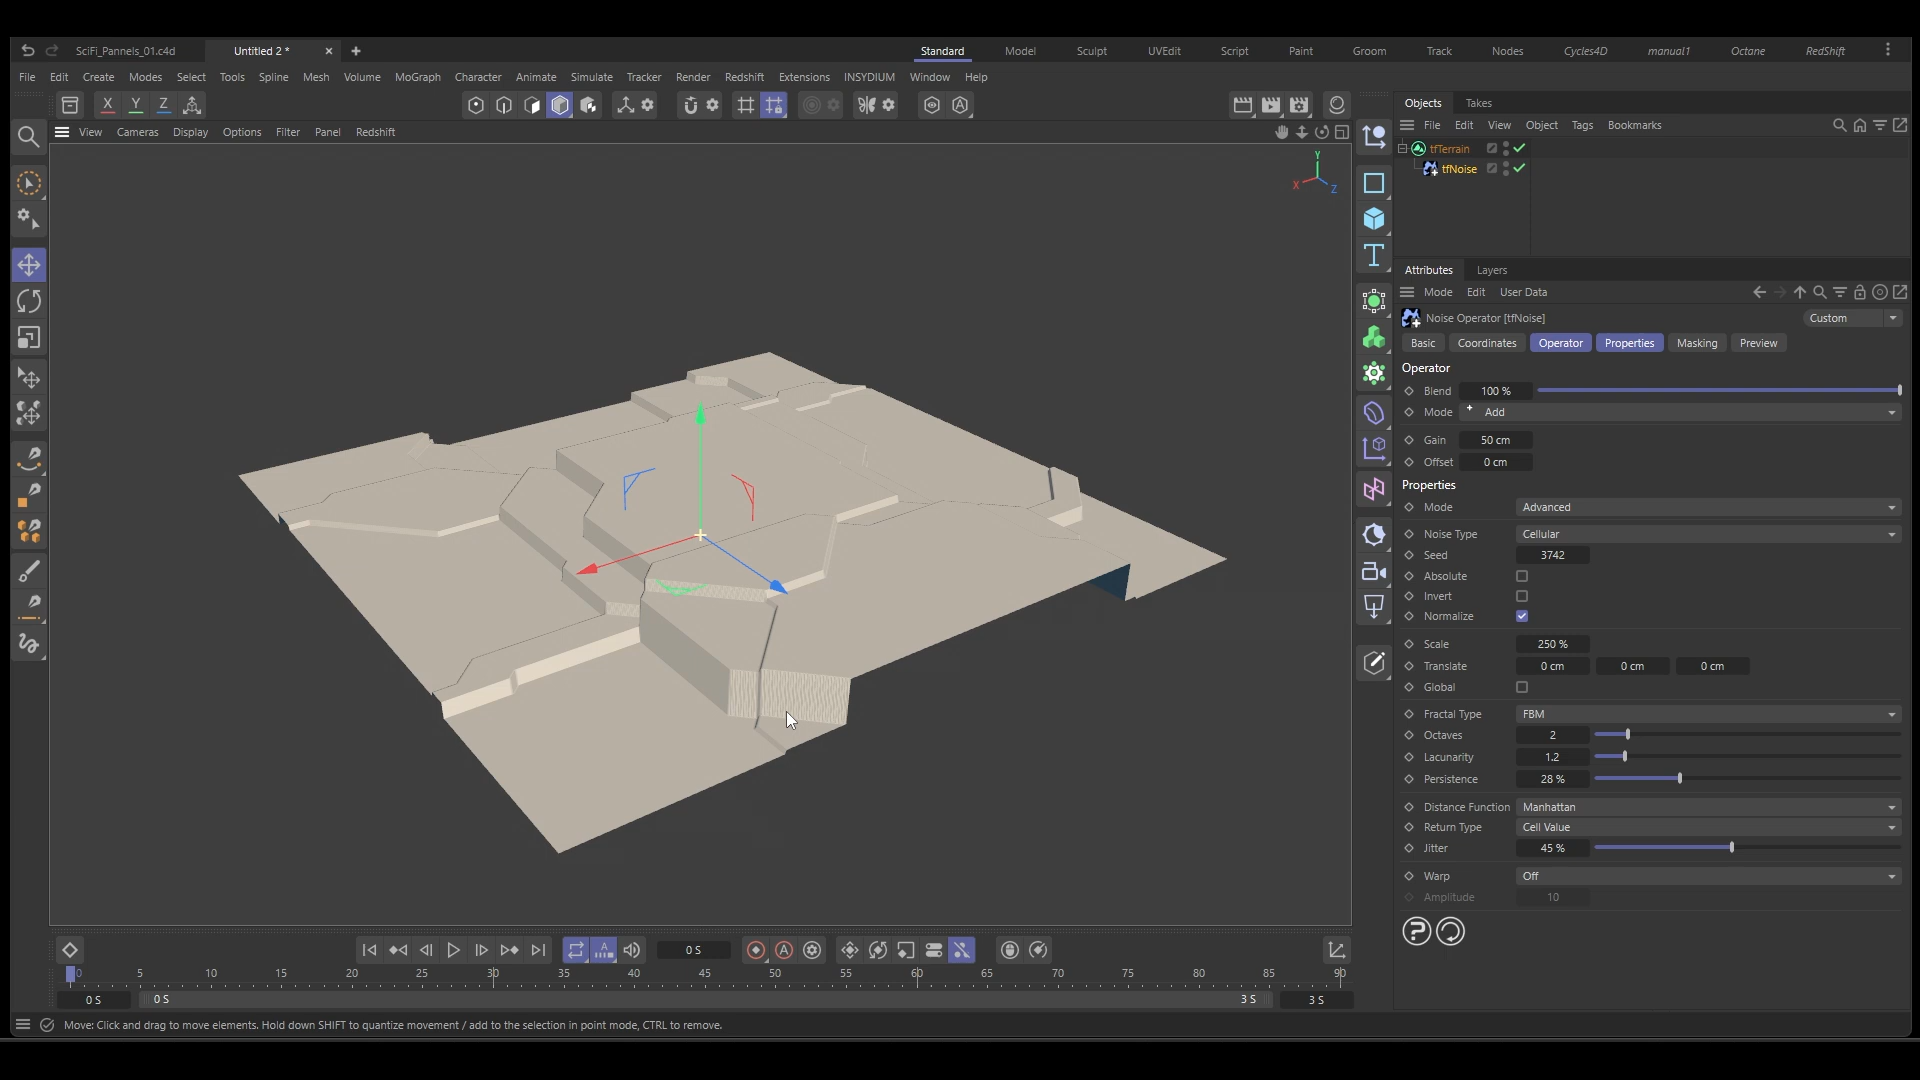 SciFi_Pannels_01.c4d Untitled 2 * Standard Model Sculpt UVEdit Script Paint Groom Track Nodes Cycles4D manual1 Octane RedShift
File Edit Create Modes Select Tools Spline Mesh Volume MoGraph Character Animate Simulate Tracker Render Redshift Extensions INSYDIUM Window Help
X Y Z
View Cameras Display Options Filter Panel Redshift
Y
X
Z
Objects Takes
File Edit View Object Tags Bookmarks
tfTerrain
tfNoise
Attributes Layers
Mode Edit User Data
Noise Operator [tfNoise] Custom
Basic Coordinates Operator Properties Masking Preview
Operator
Blend 100 %
Mode Add
Gain 50 cm
Offset 0 cm
Properties
Mode Advanced
Noise Type Cellular
Seed 3742
Absolute
Invert
Normalize
Scale 250 %
Translate 0 cm 0 cm 0 cm
Global
Fractal Type FBM
Octaves 2
Lacunarity 1.2
Persistence 28 %
Distance Function Manhattan
Return Type Cell Value
Jitter 45 %
Warp Off
Amplitude 10
0 S
0 5 10 15 20 25 30 35 40 45 50 55 60 65 70 75 80 85 90
0 S 0 S 3 S 3 S
Move: Click and drag to move elements. Hold down SHIFT to quantize movement / add to the selection in point mode, CTRL to remove.